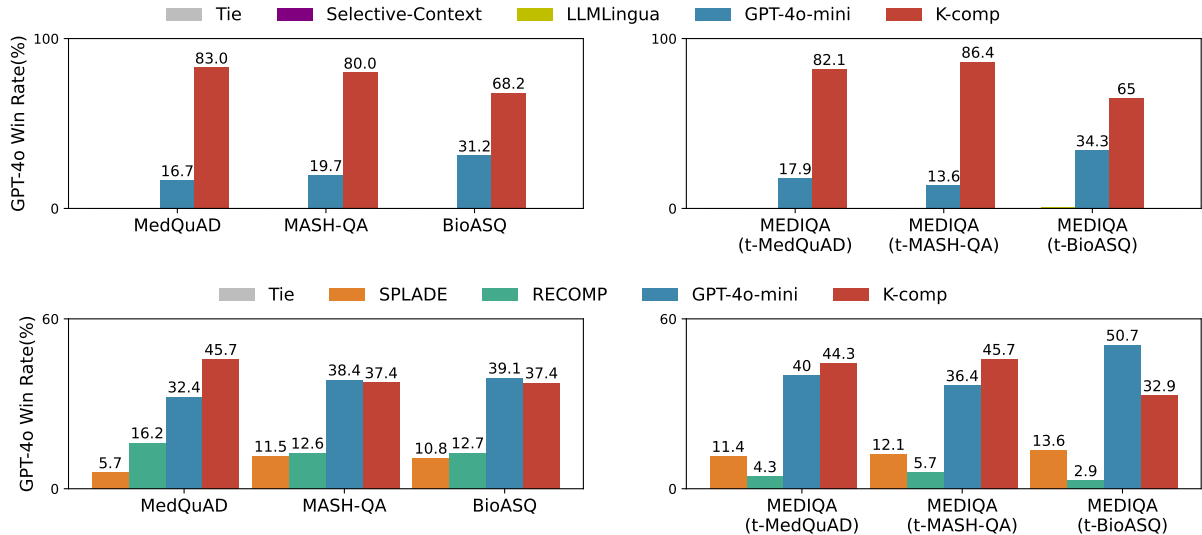 Tie Selective-Context LLMLingua GPT-4o-mini K-comp
GPT-4o Win Rate(%)
100
0
16.7 83.0 19.7 80.0 31.2 68.2
MedQuAD MASH-QA BioASQ
100
0
17.9 82.1 13.6 86.4 34.3 65
MEDIQA MEDIQA MEDIQA
(t-MedQuAD) (t-MASH-QA) (t-BioASQ)
Tie SPLADE RECOMP GPT-4o-mini K-comp
GPT-4o Win Rate(%)
60
0
5.7 16.2 32.4 45.7 11.5 12.6 38.4 37.4 10.8 12.7 39.1 37.4
MedQuAD MASH-QA BioASQ
60
0
11.4 4.3 40 44.3 12.1 5.7 36.4 45.7 13.6 2.9 50.7 32.9
MEDIQA MEDIQA MEDIQA
(t-MedQuAD) (t-MASH-QA) (t-BioASQ)